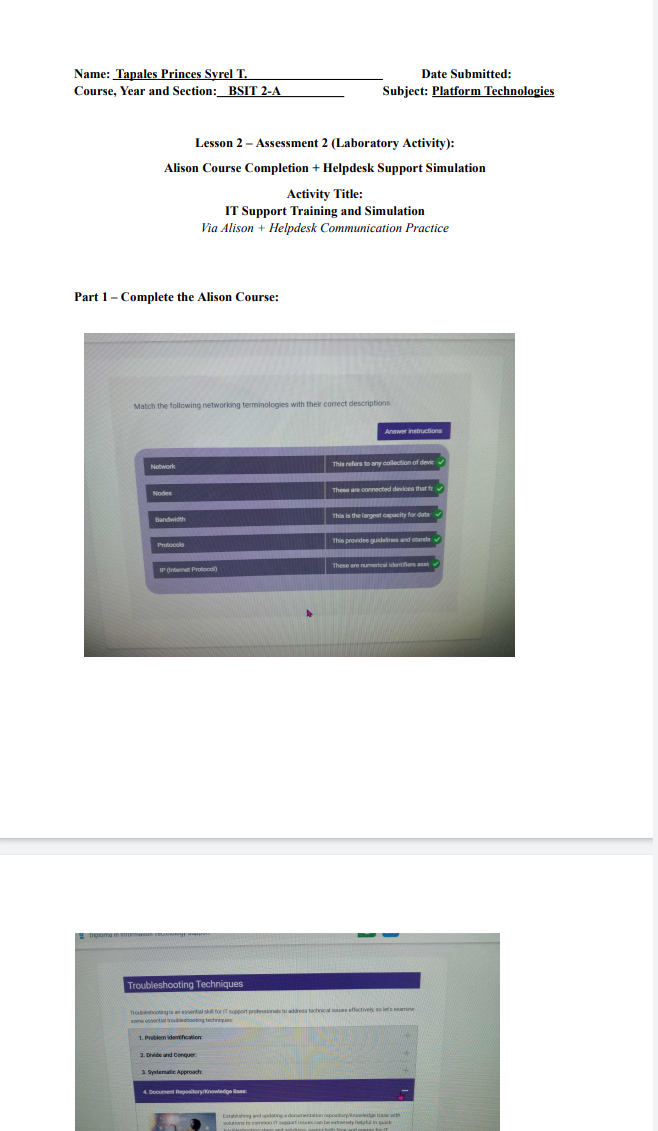 Name: Tapales Princes Syrel T.
Date Submitted:
Course, Year and Section: BSIT 2-A
Subject: Platform Technologies
Lesson 2 – Assessment 2 (Laboratory Activity):
Alison Course Completion + Helpdesk Support Simulation
Activity Title:
IT Support Training and Simulation
Via Alison + Helpdesk Communication Practice
Part 1 – Complete the Alison Course:
Match the following networking terminologies with their correct descriptions.
Answer Instructions
Network
This refers to any collection of devic
Nodes
These are connected devices that
Bandwidth
This is the largest capacity for data
Protocols
This provides guidelines and standa
IP (Internet Protocol)
These are numerical identifiers assi
Diploma in Information Technology
Troubleshooting Techniques
Troubleshooting is an essential skill for IT support professionals to address technical issues effectively, so let's examine
some essential troubleshooting techniques:
1. Problem Identification:
2. Divide and Conquer:
3. Systematic Approach:
4. Document Repository/Knowledge Base:
Establishing and updating a documentation repository/knowledge base with
solutions to common IT support issues can be extremely helpful in quick